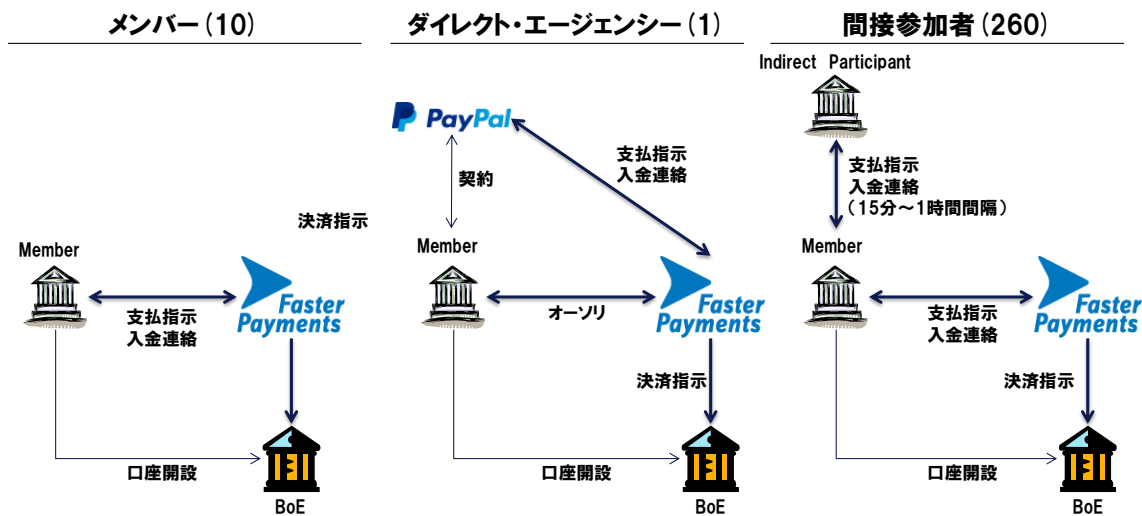 メンバー(10)
Member
支払指示
入金連絡
Faster
Payments
決済指示
口座開設
BoE
ダイレクト・エージェンシー(1)
PayPal
契約
支払指示
入金連絡
Member
オーソリ
Faster
Payments
決済指示
口座開設
BoE
間接参加者(260)
Indirect Participant
支払指示
入金連絡
(15分～1時間間隔)
Member
支払指示
入金連絡
Faster
Payments
決済指示
口座開設
BoE